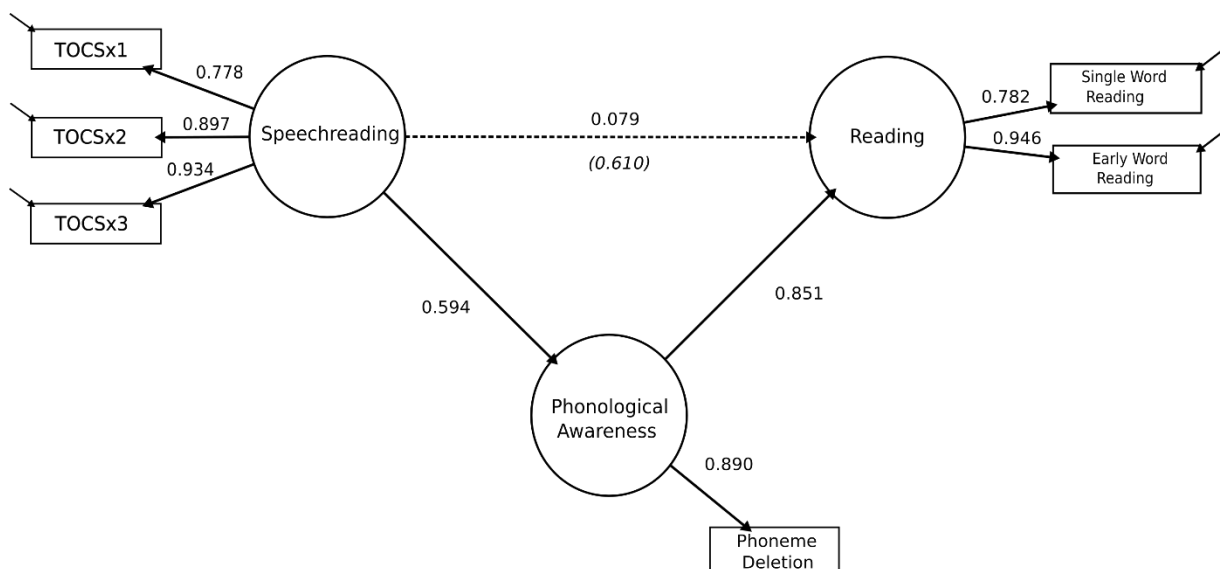 TOCSx1
0.778
TOCSx2
0.897
TOCSx3
0.934
Speechreading
0.079
(0.610)
Reading
0.782
Single Word
Reading
0.946
Early Word
Reading
0.594
0.851
Phonological
Awareness
0.890
Phoneme
Deletion